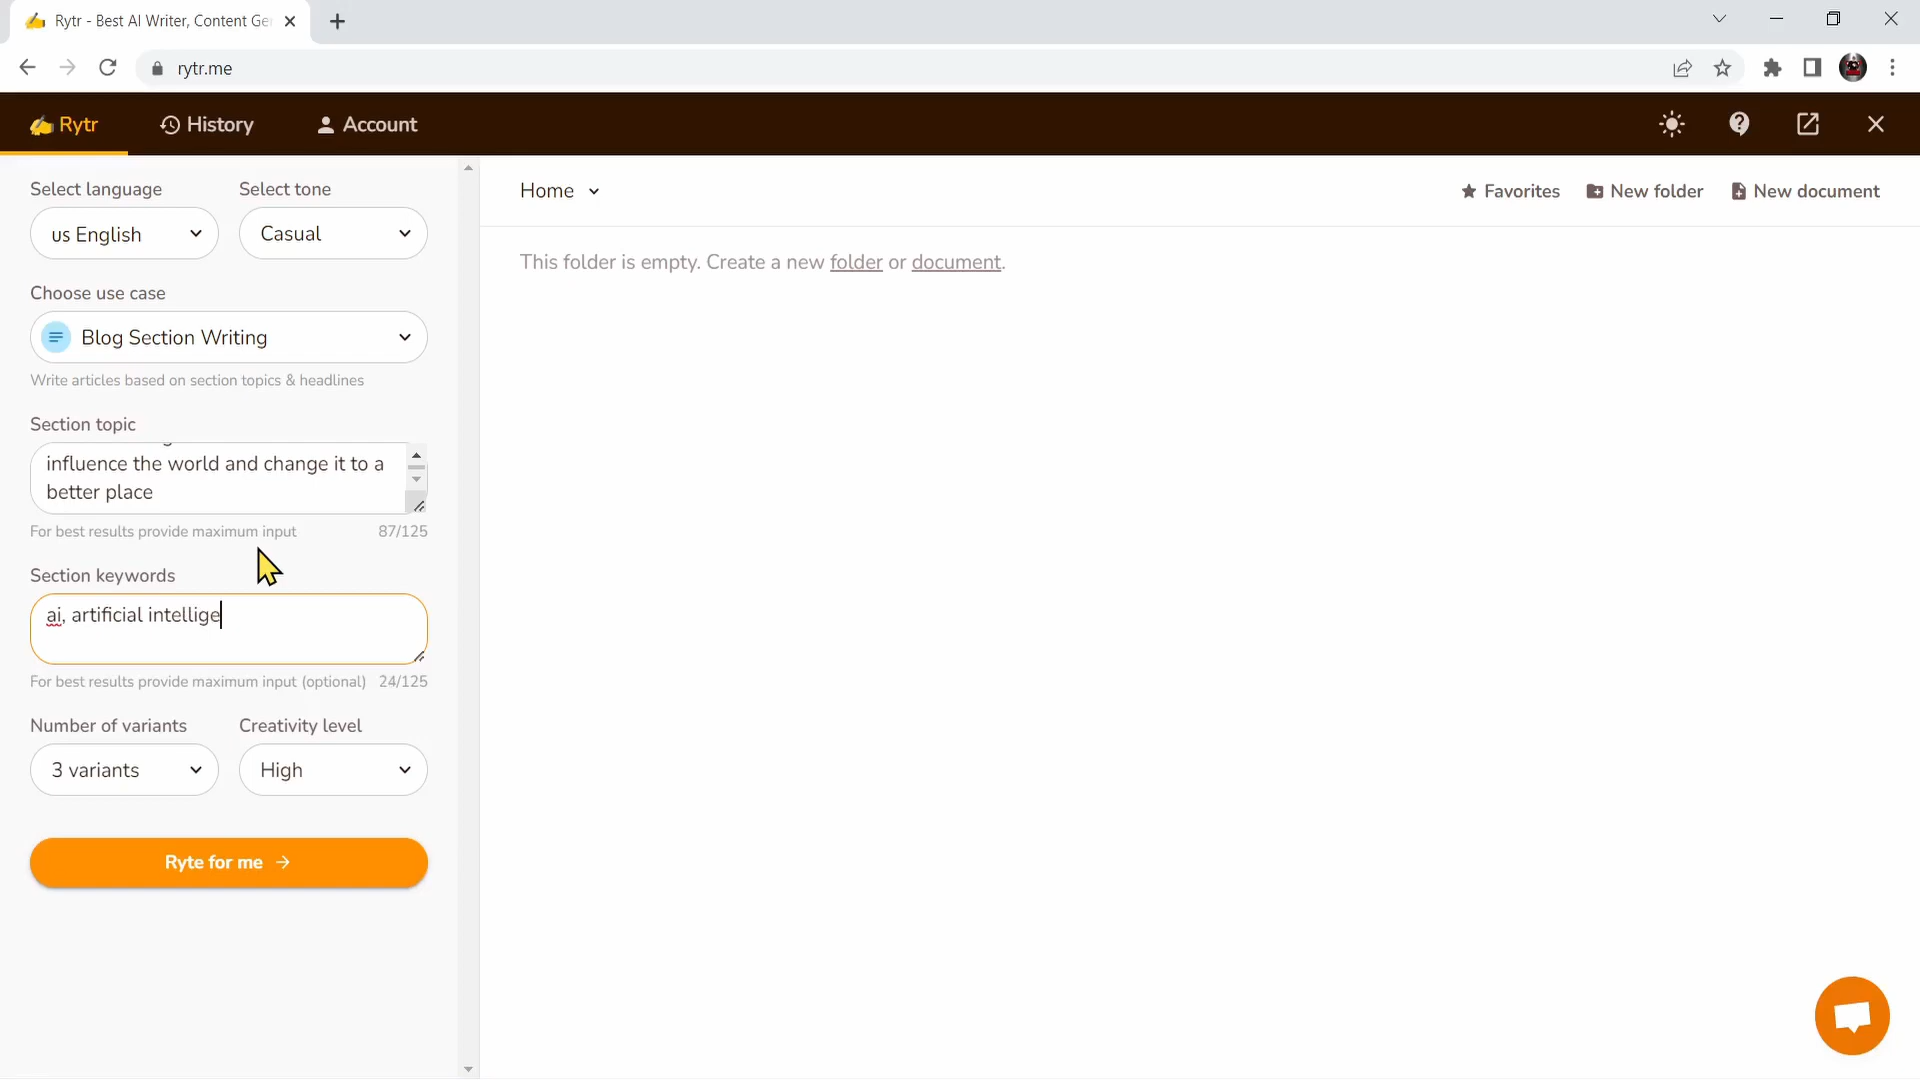 Rytr - Best AI Writer, Content Ger
rytr.me
Rytr
History
Account
Select language
Select tone
us English
Casual
Choose use case
Blog Section Writing
Write articles based on section topics & headlines
Section topic
influence the world and change it to a
better place
For best results provide maximum input
87/125
Section keywords
ai, artificial intellige
For best results provide maximum input (optional)
24/125
Number of variants
Creativity level
3 variants
High
Ryte for me
Home
Favorites
New folder
New document
This folder is empty. Create a new folder or document.